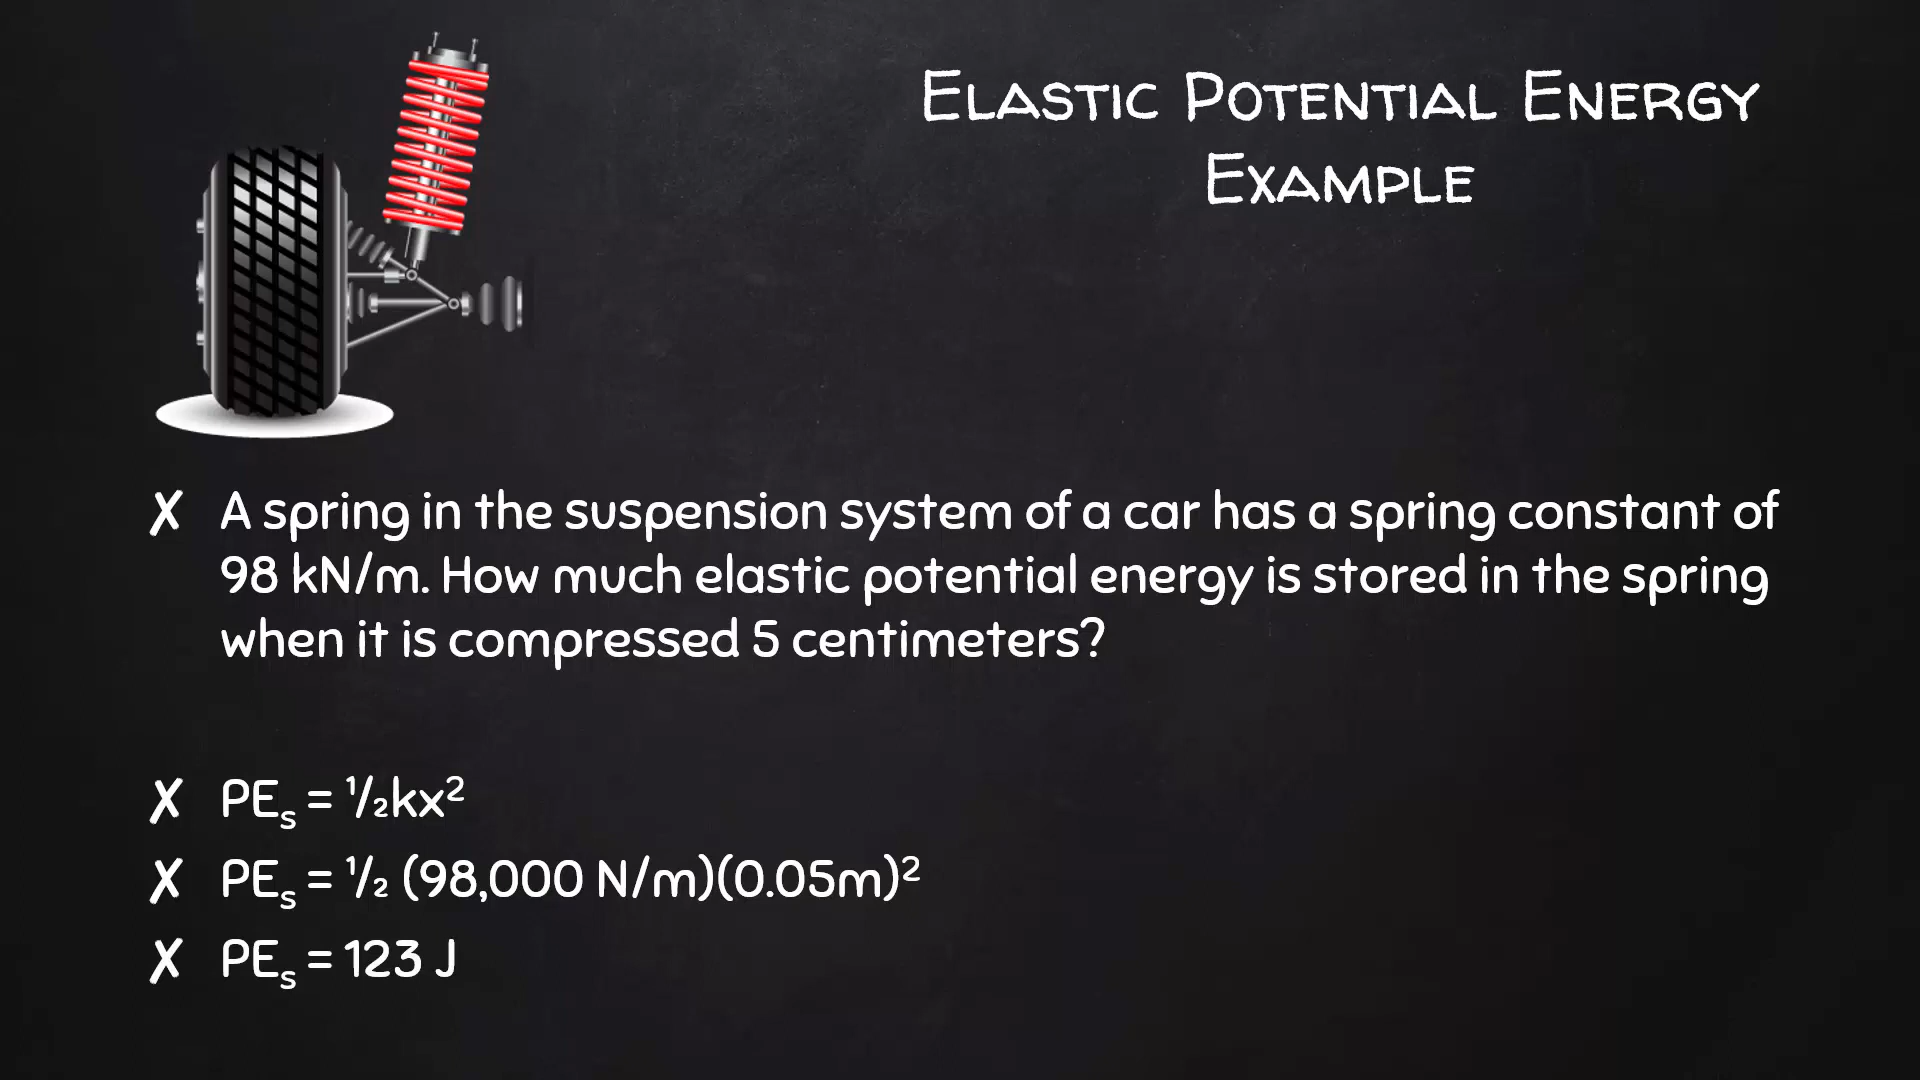 Elastic Potential Energy
Example
✗ A spring in the suspension system of a car has a spring constant of
98 kN/m. How much elastic potential energy is stored in the spring
when it is compressed 5 centimeters?
✗ PEₛ = ½kx²
✗ PEₛ = ½ (98,000 N/m)(0.05m)²
✗ PEₛ = 123 J